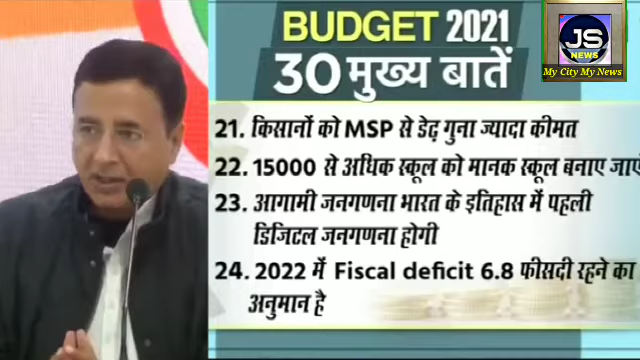 BUDGET 2021
30 मुख्य बातें
JS
NEWS
My City My News
21. किसानों को MSP से डेढ़ गुना ज्यादा कीमत
22. 15000 से अधिक स्कूल को मानक स्कूल बनाए जाएं
23. आगामी जनगणना भारत के इतिहास में पहली
डिजिटल जनगणना होगी
24. 2022 में Fiscal deficit 6.8 फीसदी रहने का
अनुमान है